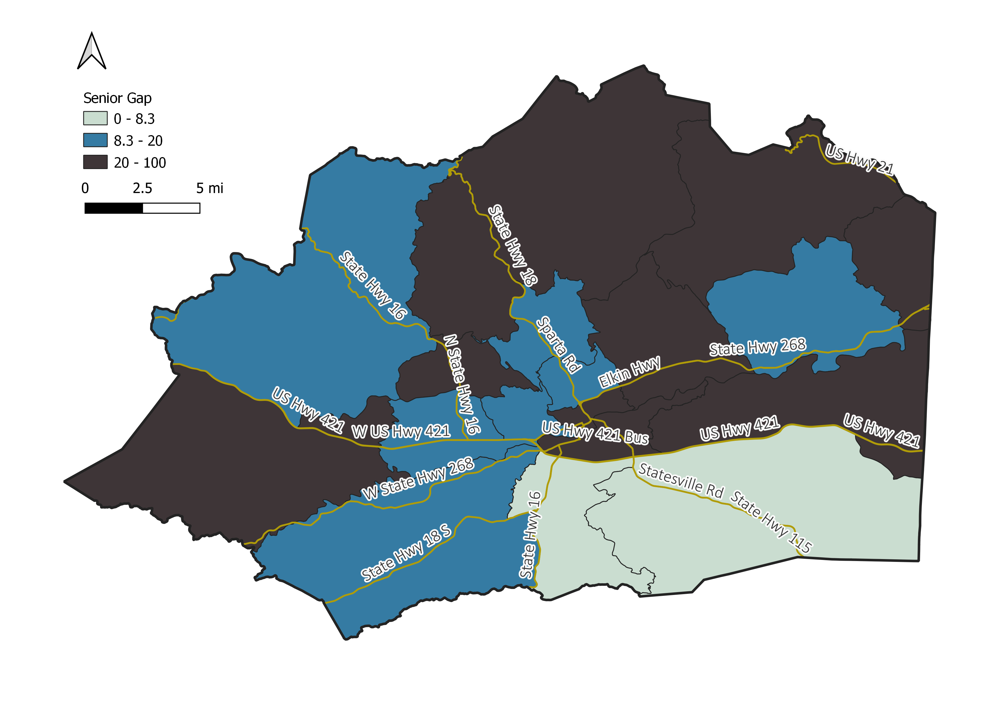 Senior Gap
0 - 8.3
8.3 - 20
20 - 100
0 2.5 5 mi
US Hwy 21
State Hwy 18
State Hwy 16
Sparta Rd
N State Hwy 16
State Hwy 268
Elkin Hwy
US Hwy 421
W US Hwy 421
US Hwy 421 Bus
US Hwy 421
US Hwy 421
W State Hwy 268
Statesville Rd
State Hwy 115
State Hwy 16
State Hwy 18 S